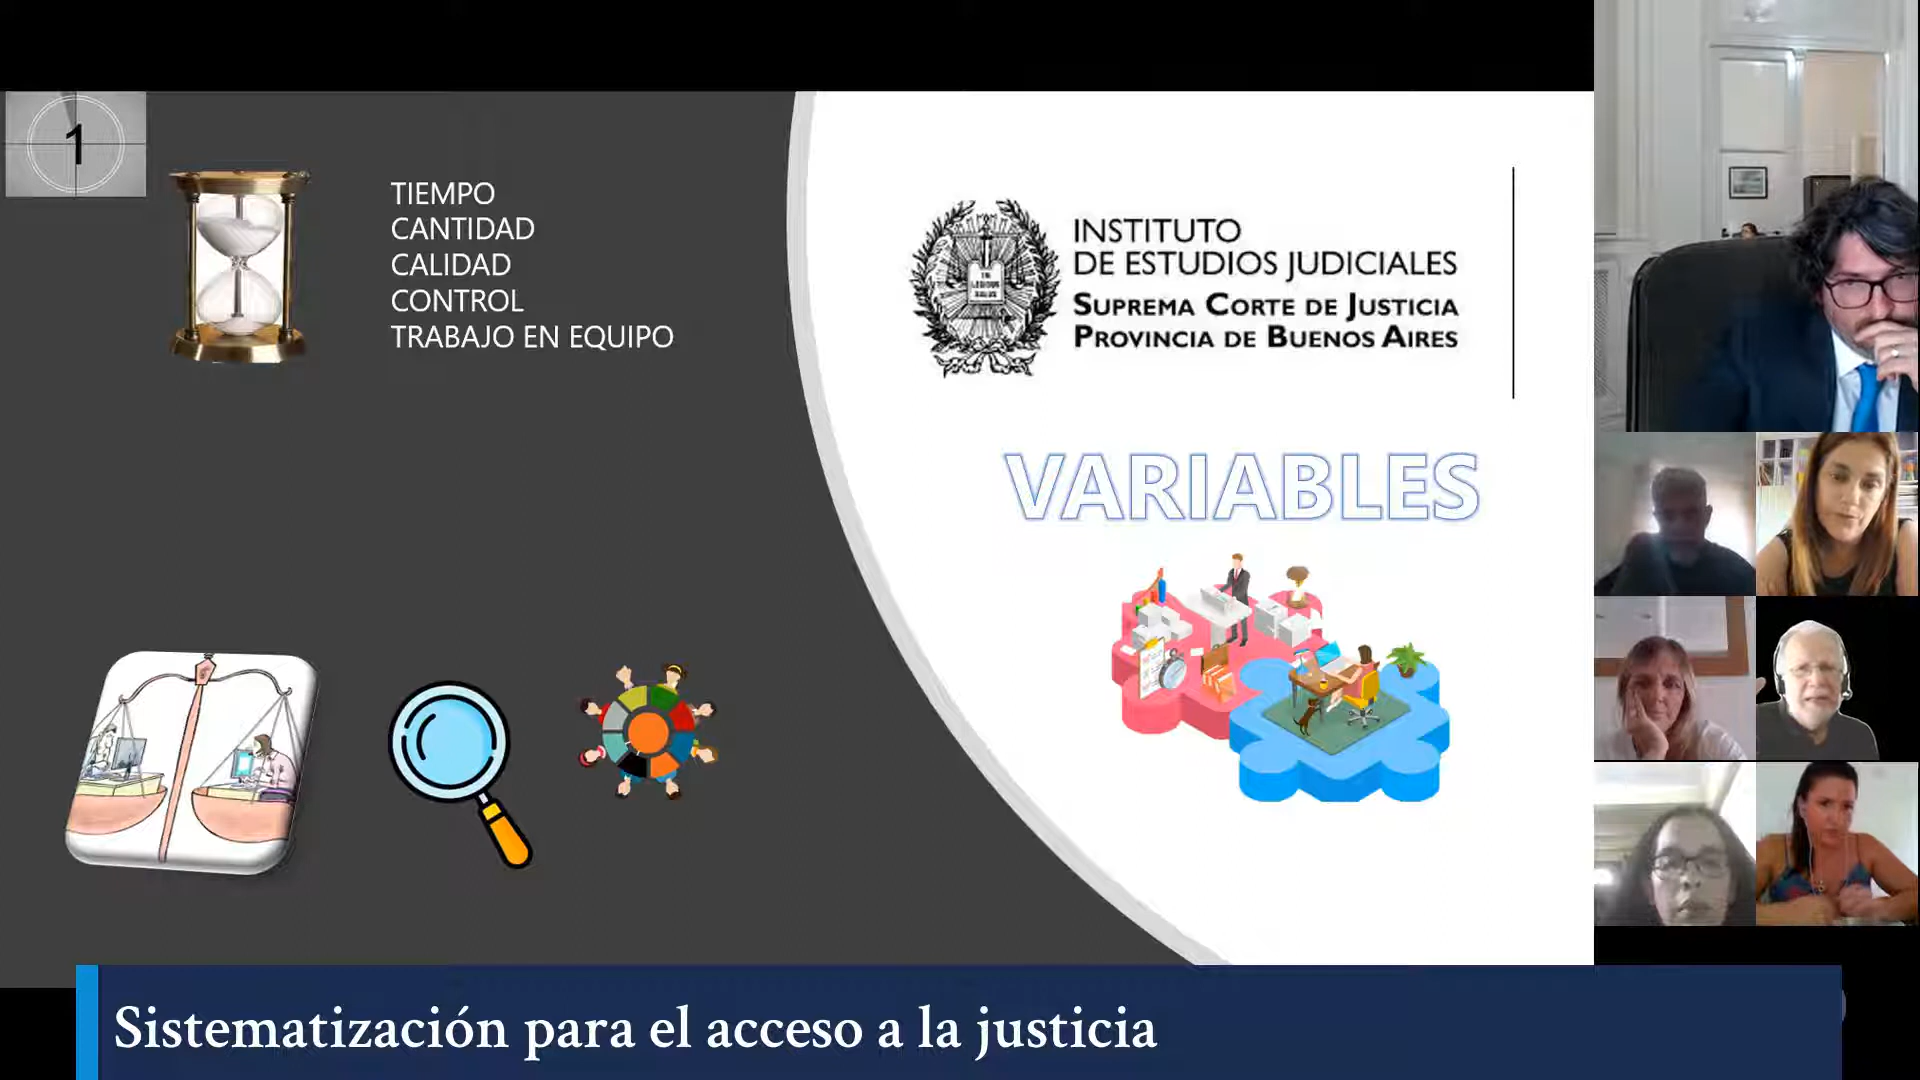 1
TIEMPO
CANTIDAD
CALIDAD
CONTROL
TRABAJO EN EQUIPO
INSTITUTO
DE ESTUDIOS JUDICIALES
SUPREMA CORTE DE JUSTICIA
PROVINCIA DE BUENOS AIRES
VARIABLES
Sistematización para el acceso a la justicia